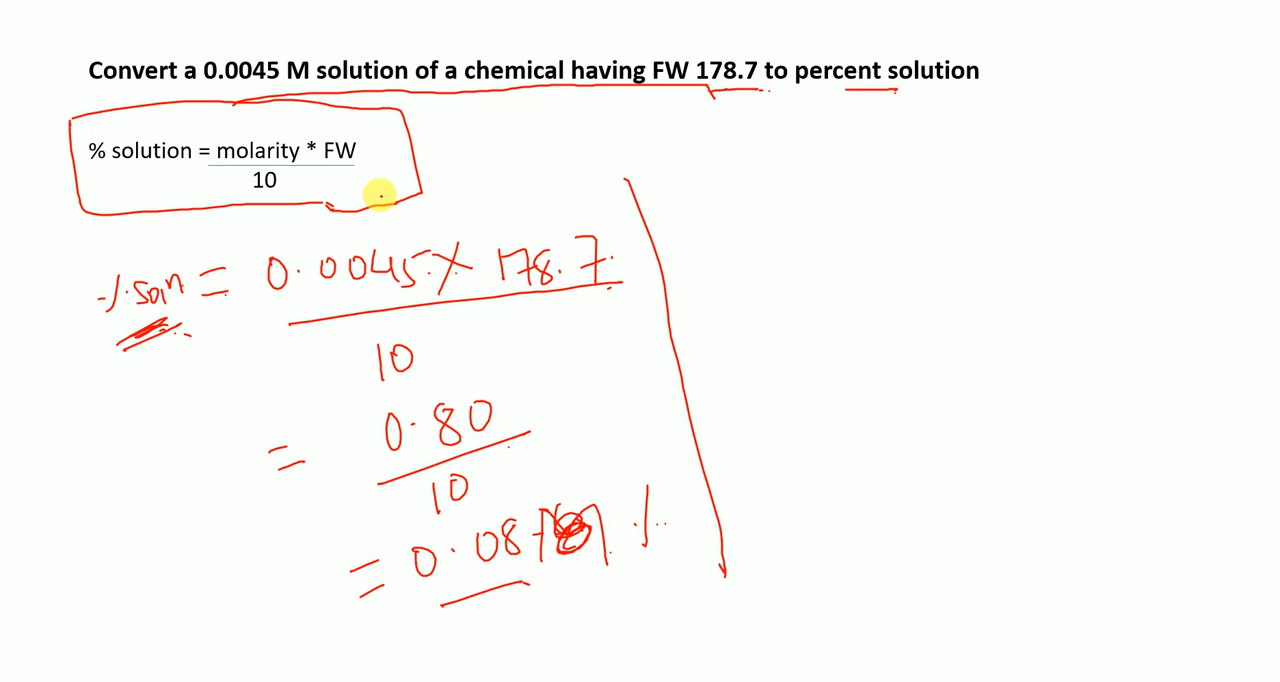 Convert a 0.0045 M solution of a chemical having FW 178.7 to percent solution
% solution = molarity * FW
10
% Soln = 0.0045 × 178.7
10
= 0.80
10
= 0.08 %